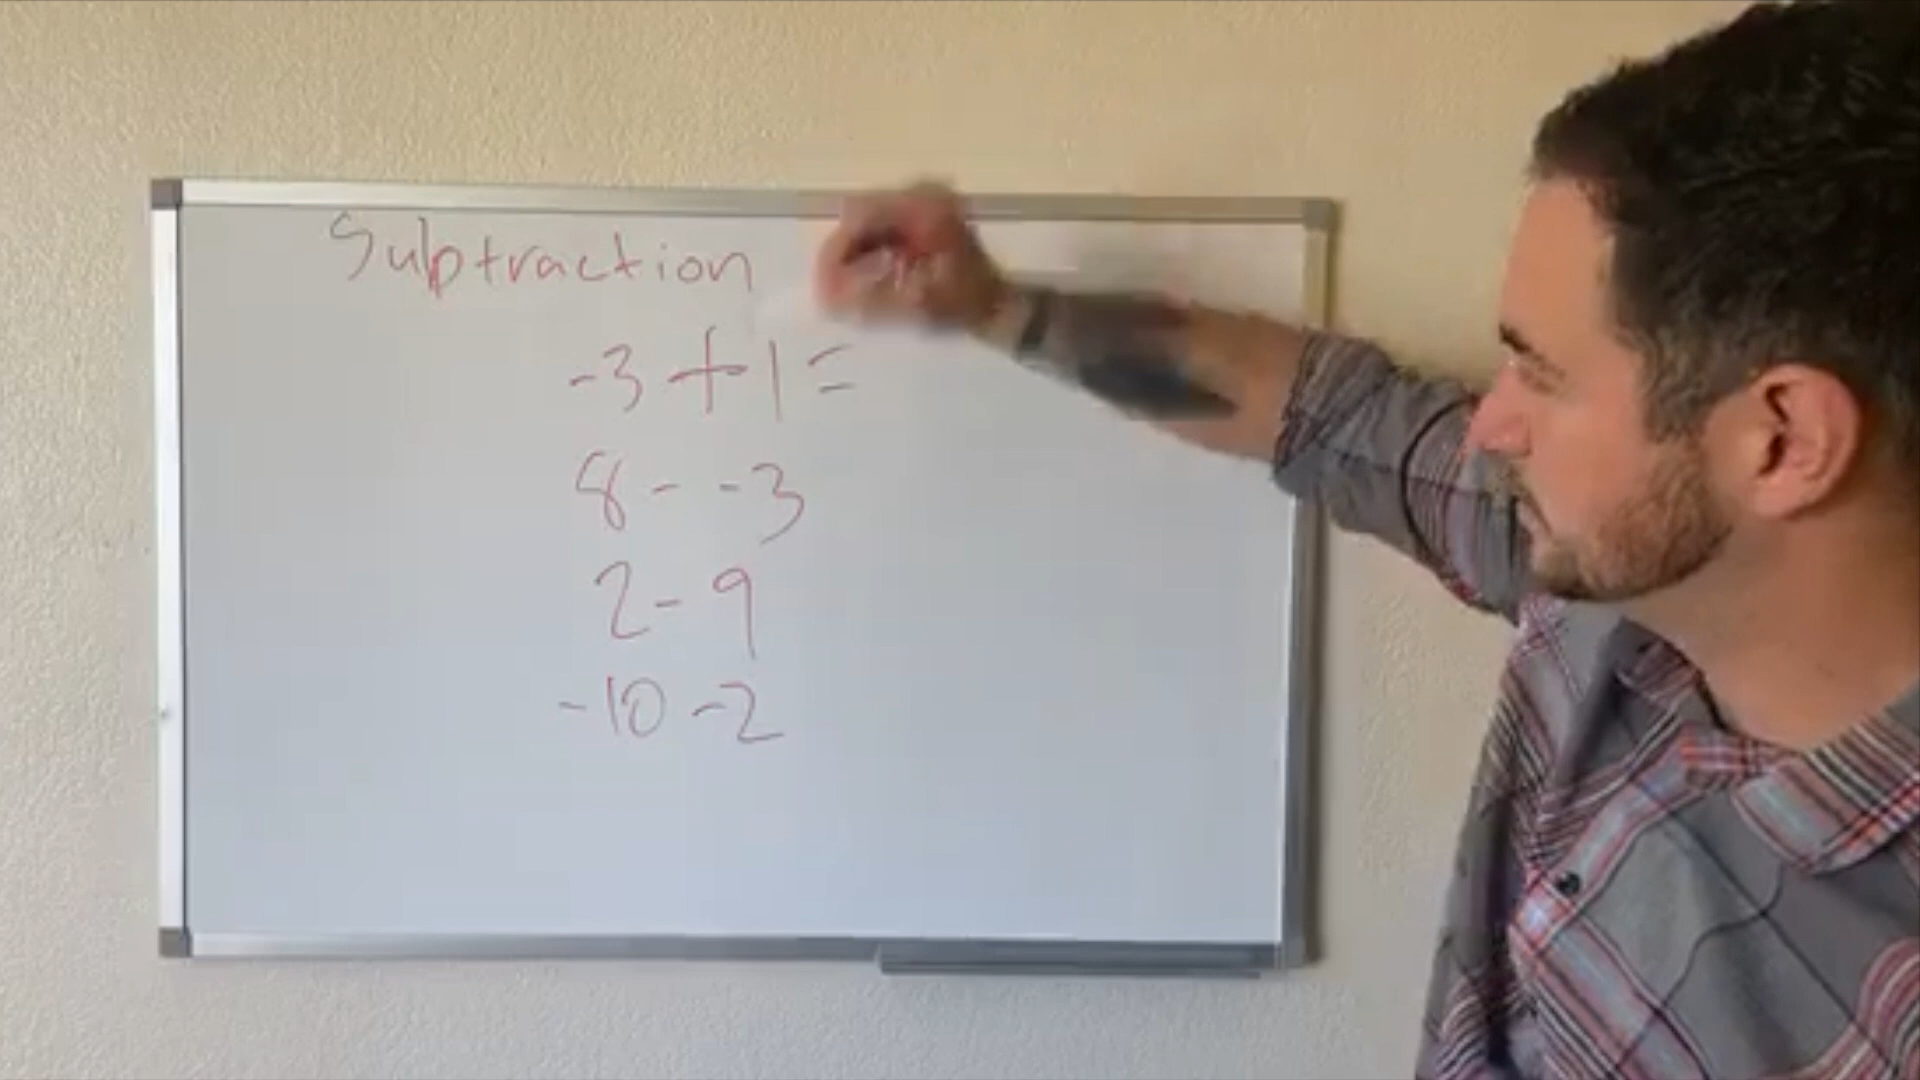 Subtraction
-3 + 1 =
8 - -3
2 - 9
-10 - 2